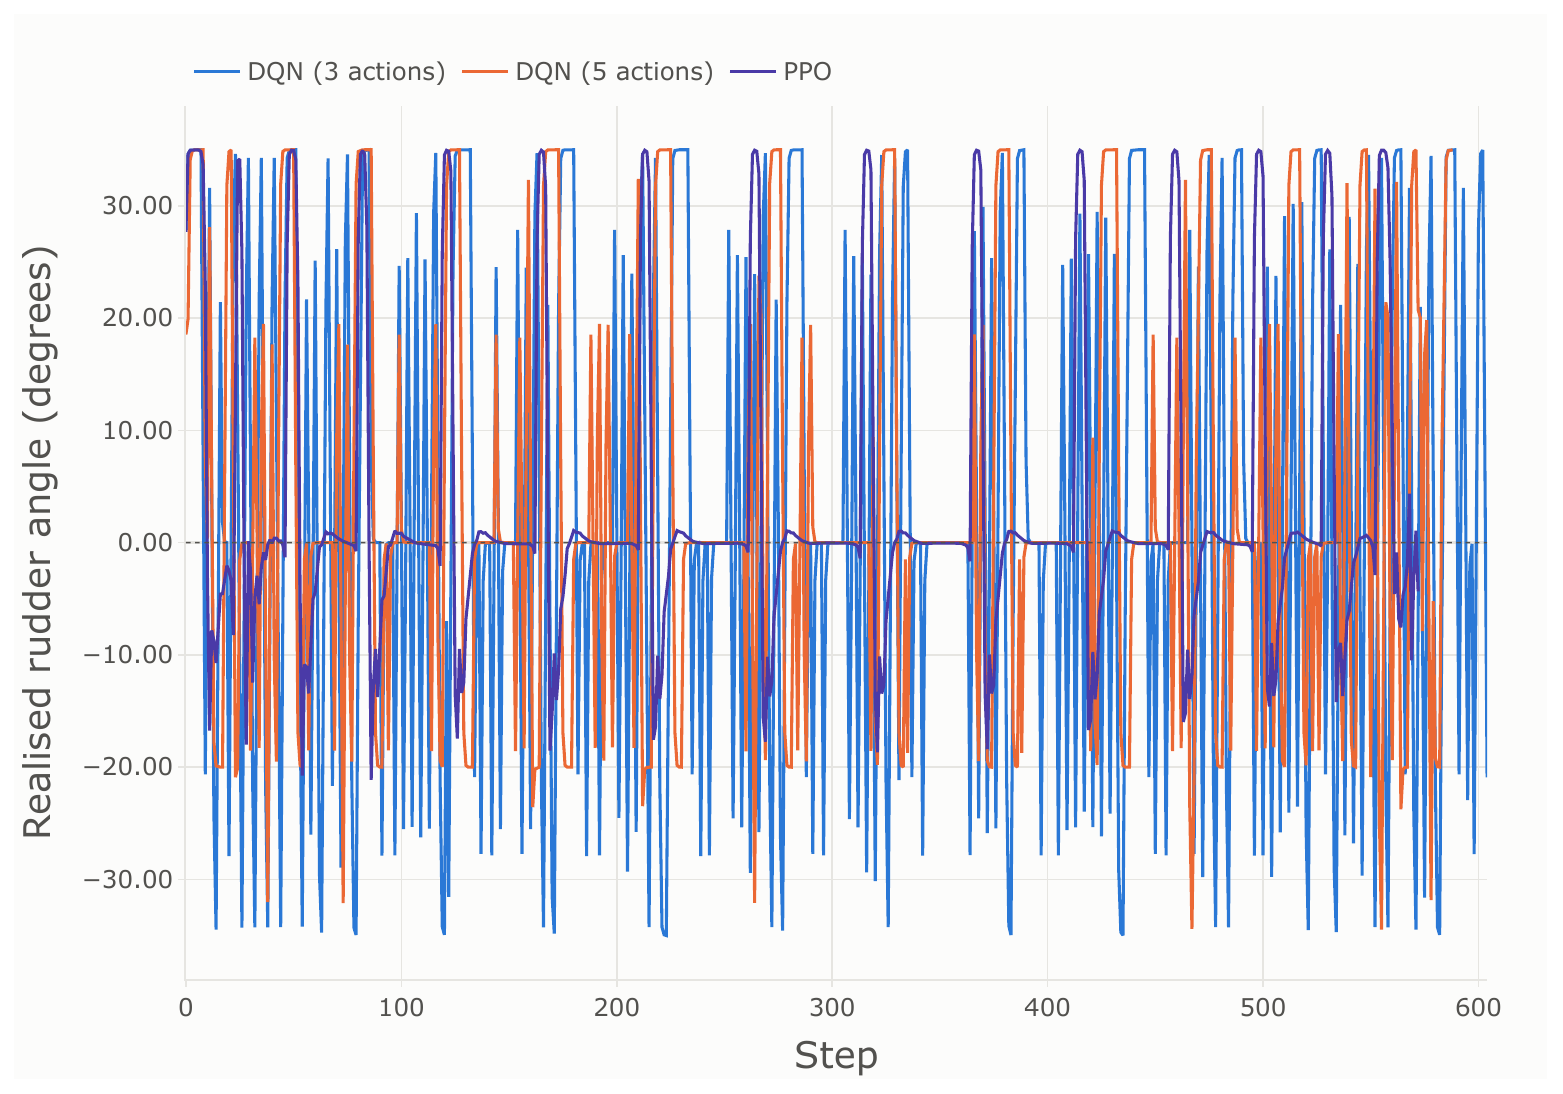 DQN (3 actions) DQN (5 actions) PPO
Realised rudder angle (degrees)
30.00
20.00
10.00
0.00
−10.00
−20.00
−30.00
0 100 200 300 400 500 600
Step